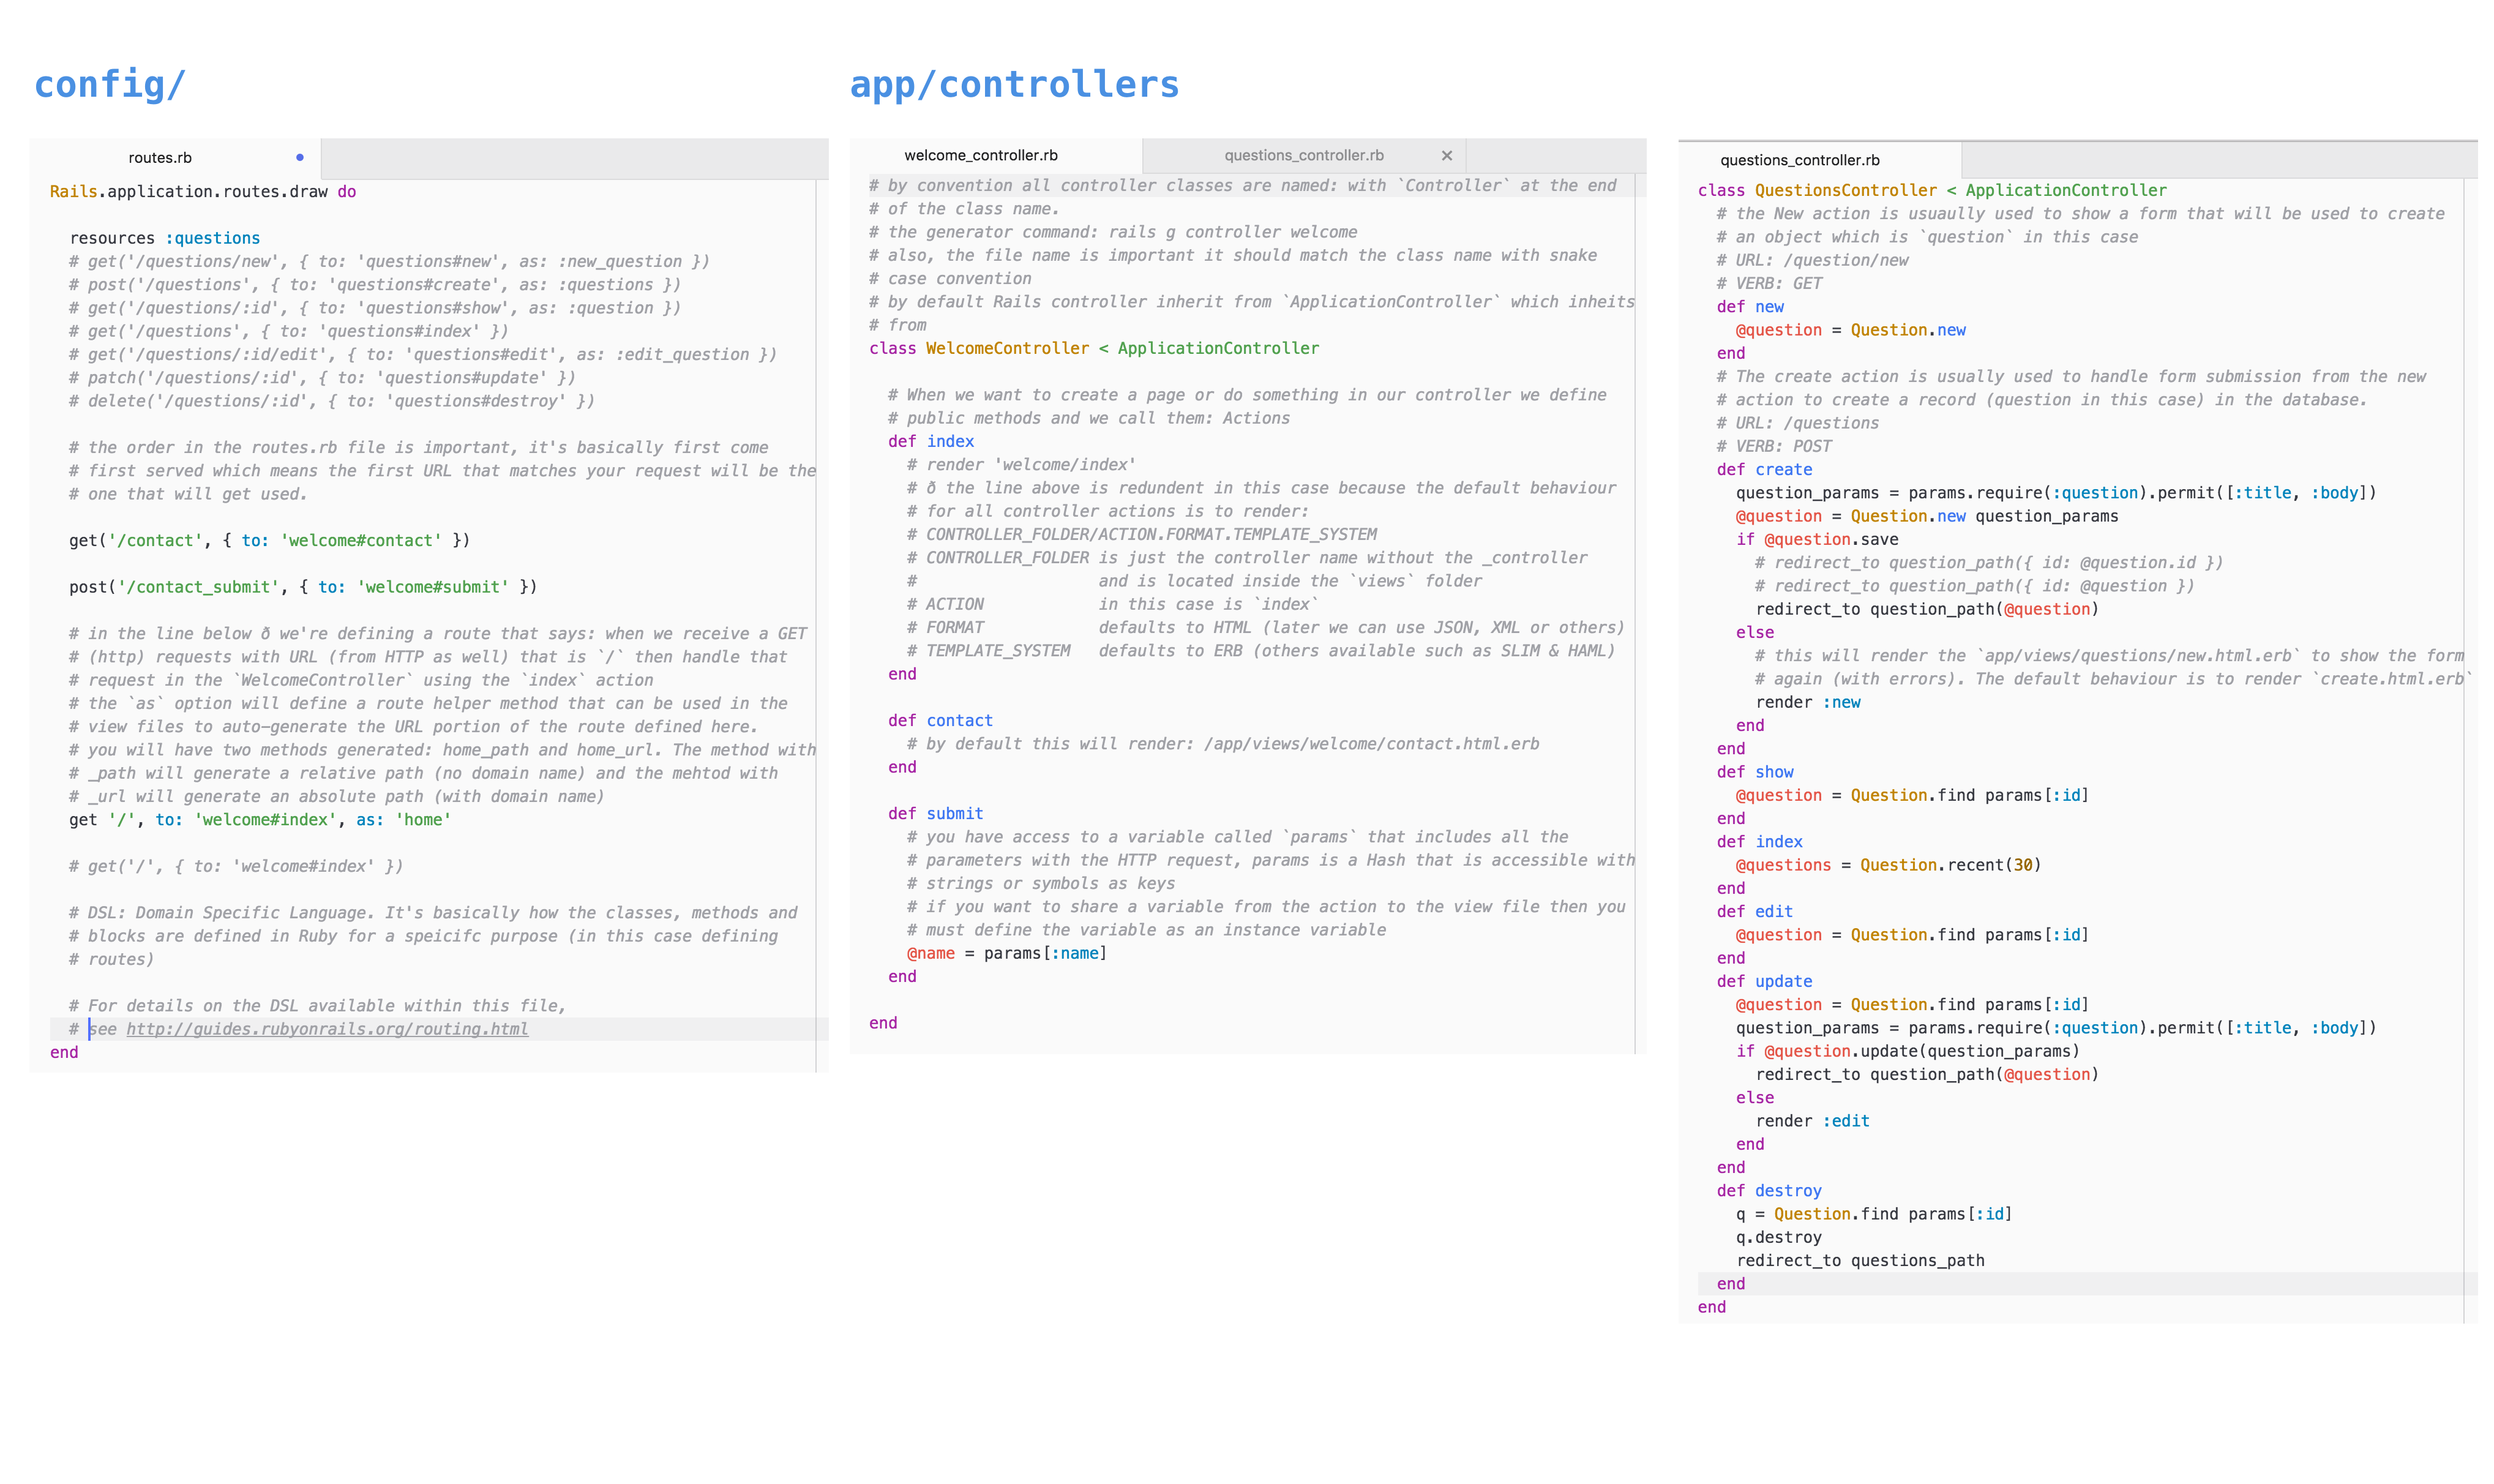 config/
routes.rb
Rails.application.routes.draw do
  resources :questions
  # get('/questions/new', { to: 'questions#new', as: :new_question })
  # post('/questions', { to: 'questions#create', as: :questions })
  # get('/questions/:id', { to: 'questions#show', as: :question })
  # get('/questions', { to: 'questions#index' })
  # get('/questions/:id/edit', { to: 'questions#edit', as: :edit_question })
  # patch('/questions/:id', { to: 'questions#update' })
  # delete('/questions/:id', { to: 'questions#destroy' })
  # the order in the routes.rb file is important, it's basically first come
  # first served which means the first URL that matches your request will be the
  # one that will get used.
  get('/contact', { to: 'welcome#contact' })
  post('/contact_submit', { to: 'welcome#submit' })
  # in the line below ð we're defining a route that says: when we receive a GET
  # (http) requests with URL (from HTTP as well) that is `/` then handle that
  # request in the `WelcomeController` using the `index` action
  # the `as` option will define a route helper method that can be used in the
  # view files to auto-generate the URL portion of the route defined here.
  # you will have two methods generated: home_path and home_url. The method with
  # _path will generate a relative path (no domain name) and the mehtod with
  # _url will generate an absolute path (with domain name)
  get '/', to: 'welcome#index', as: 'home'
  # get('/', { to: 'welcome#index' })
  # DSL: Domain Specific Language. It's basically how the classes, methods and
  # blocks are defined in Ruby for a speicifc purpose (in this case defining
  # routes)
  # For details on the DSL available within this file,
  # see http://guides.rubyonrails.org/routing.html
end
app/controllers
welcome_controller.rb
questions_controller.rb ×
# by convention all controller classes are named: with `Controller` at the end
# of the class name.
# the generator command: rails g controller welcome
# also, the file name is important it should match the class name with snake
# case convention
# by default Rails controller inherit from `ApplicationController` which inheits
# from
class WelcomeController < ApplicationController
  # When we want to create a page or do something in our controller we define
  # public methods and we call them: Actions
  def index
    # render 'welcome/index'
    # ð the line above is redundent in this case because the default behaviour
    # for all controller actions is to render:
    # CONTROLLER_FOLDER/ACTION.FORMAT.TEMPLATE_SYSTEM
    # CONTROLLER_FOLDER is just the controller name without the _controller
    #                   and is located inside the `views` folder
    # ACTION            in this case is `index`
    # FORMAT            defaults to HTML (later we can use JSON, XML or others)
    # TEMPLATE_SYSTEM   defaults to ERB (others available such as SLIM & HAML)
  end
  def contact
    # by default this will render: /app/views/welcome/contact.html.erb
  end
  def submit
    # you have access to a variable called `params` that includes all the
    # parameters with the HTTP request, params is a Hash that is accessible with
    # strings or symbols as keys
    # if you want to share a variable from the action to the view file then you
    # must define the variable as an instance variable
    @name = params[:name]
  end
end
questions_controller.rb
class QuestionsController < ApplicationController
  # the New action is usuaully used to show a form that will be used to create
  # an object which is `question` in this case
  # URL: /question/new
  # VERB: GET
  def new
    @question = Question.new
  end
  # The create action is usually used to handle form submission from the new
  # action to create a record (question in this case) in the database.
  # URL: /questions
  # VERB: POST
  def create
    question_params = params.require(:question).permit([:title, :body])
    @question = Question.new question_params
    if @question.save
      # redirect_to question_path({ id: @question.id })
      # redirect_to question_path({ id: @question })
      redirect_to question_path(@question)
    else
      # this will render the `app/views/questions/new.html.erb` to show the form
      # again (with errors). The default behaviour is to render `create.html.erb`
      render :new
    end
  end
  def show
    @question = Question.find params[:id]
  end
  def index
    @questions = Question.recent(30)
  end
  def edit
    @question = Question.find params[:id]
  end
  def update
    @question = Question.find params[:id]
    question_params = params.require(:question).permit([:title, :body])
    if @question.update(question_params)
      redirect_to question_path(@question)
    else
      render :edit
    end
  end
  def destroy
    q = Question.find params[:id]
    q.destroy
    redirect_to questions_path
  end
end